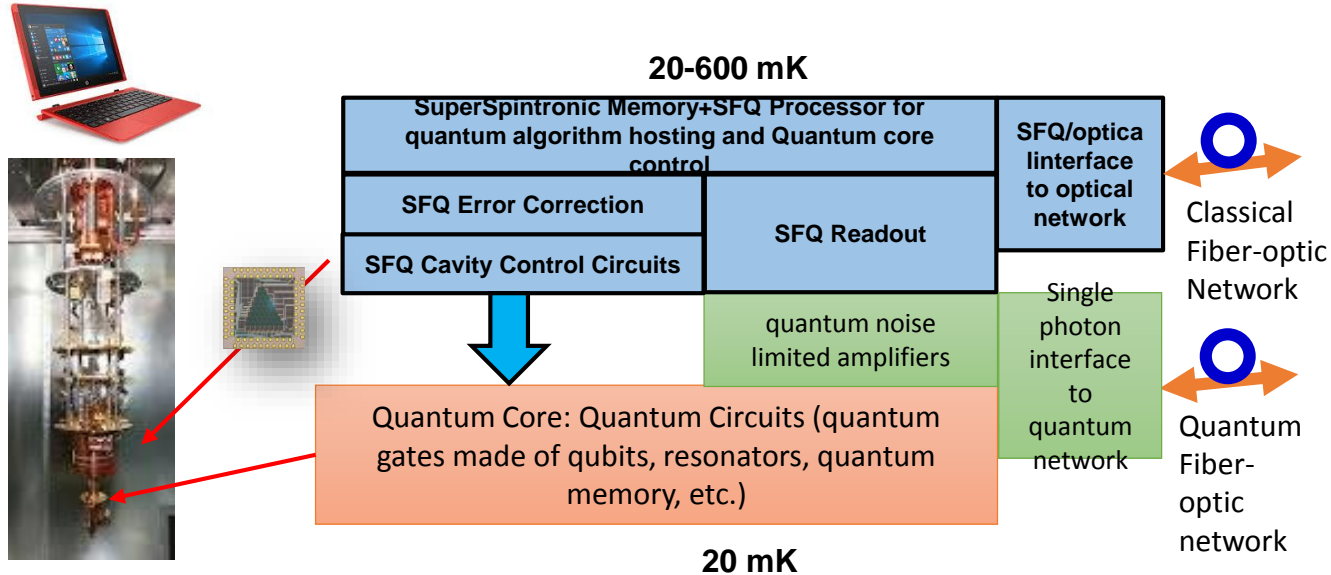 20-600 mK
SuperSpintronic Memory+SFQ Processor for
quantum algorithm hosting and Quantum core
control
SFQ/optica
linterface
to optical
network
SFQ Error Correction
SFQ Readout
SFQ Cavity Control Circuits
Classical
Fiber-optic
Network
quantum noise
limited amplifiers
Single
photon
interface
to
quantum
network
Quantum Core: Quantum Circuits (quantum
gates made of qubits, resonators, quantum
memory, etc.)
Quantum
Fiber-
optic
network
20 mK